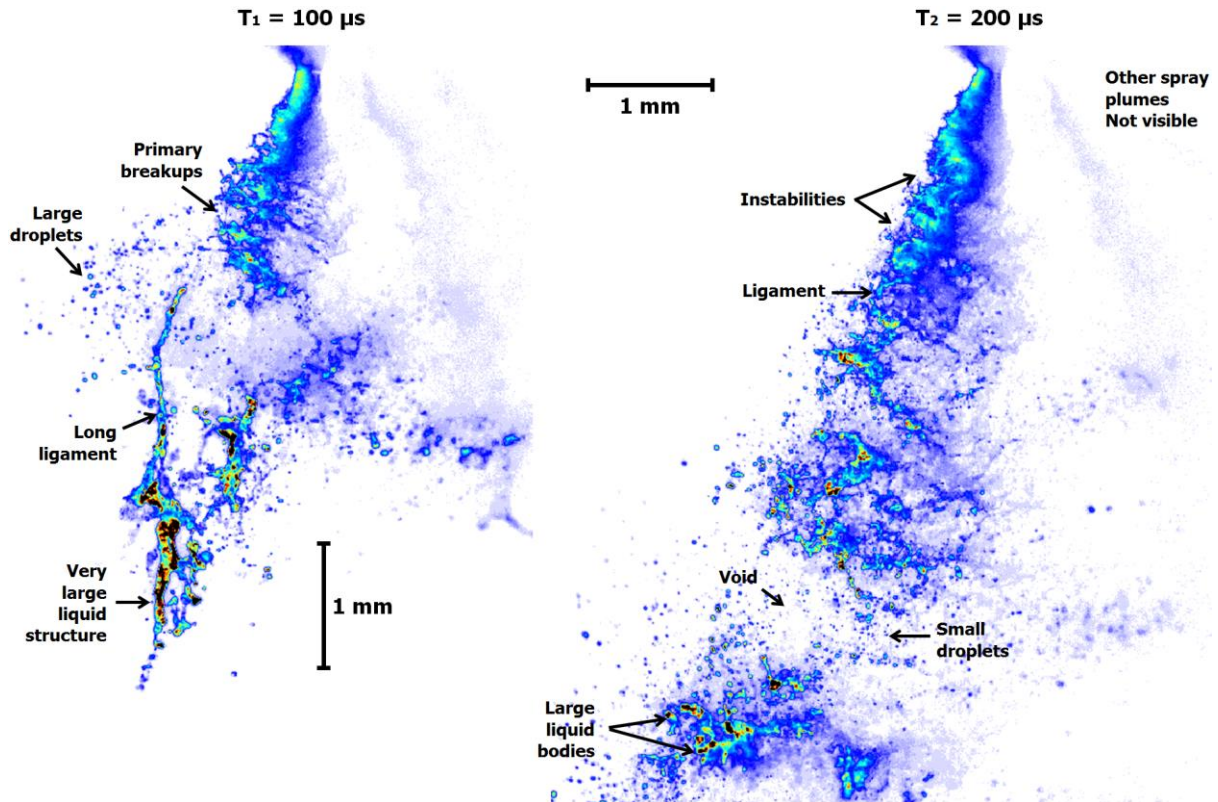 T₁ = 100 µs
T₂ = 200 µs
1 mm
Other spray
plumes
Not visible
Primary
breakups
Large
droplets
Long
ligament
Very
large
liquid
structure
1 mm
Instabilities
Ligament
Void
Small
droplets
Large
liquid
bodies